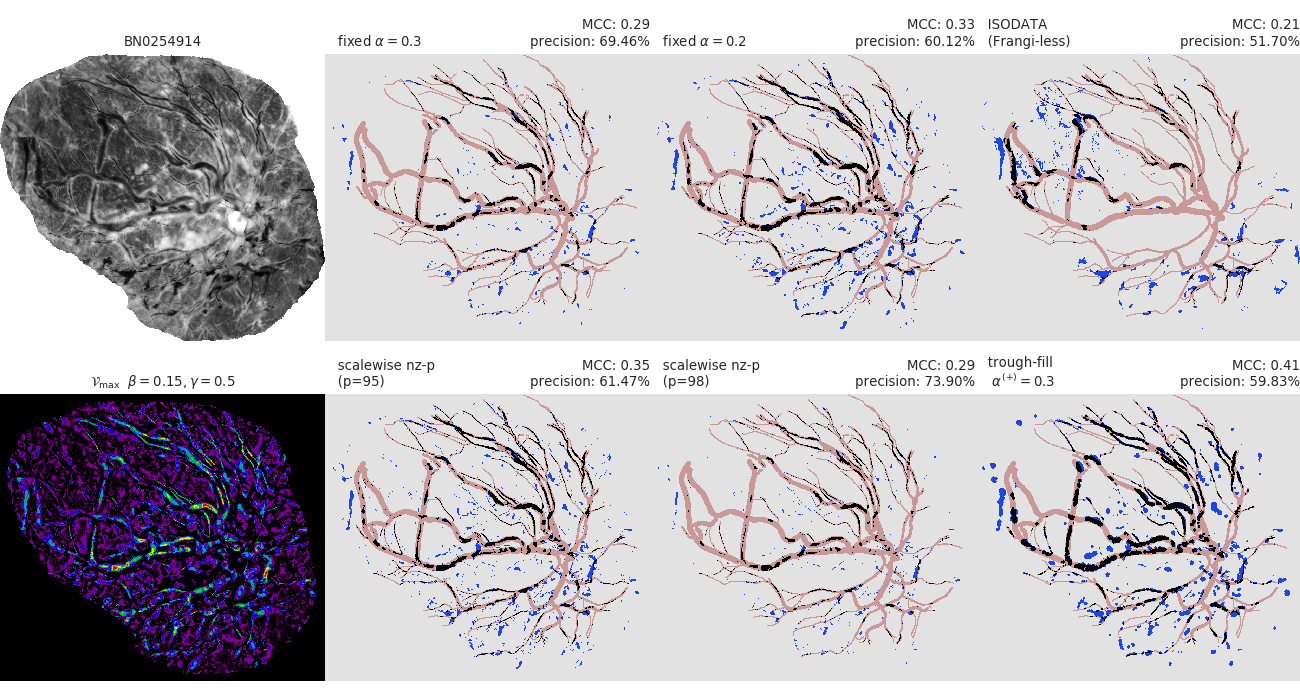 BN0254914
fixed α = 0.3
MCC: 0.29
precision: 69.46%
fixed α = 0.2
MCC: 0.33
precision: 60.12%
ISODATA
(Frangi-less)
MCC: 0.21
precision: 51.70%
𝒱max β = 0.15, γ = 0.5
scalewise nz-p
(p=95)
MCC: 0.35
precision: 61.47%
scalewise nz-p
(p=98)
MCC: 0.29
precision: 73.90%
trough-fill
α(+) = 0.3
MCC: 0.41
precision: 59.83%